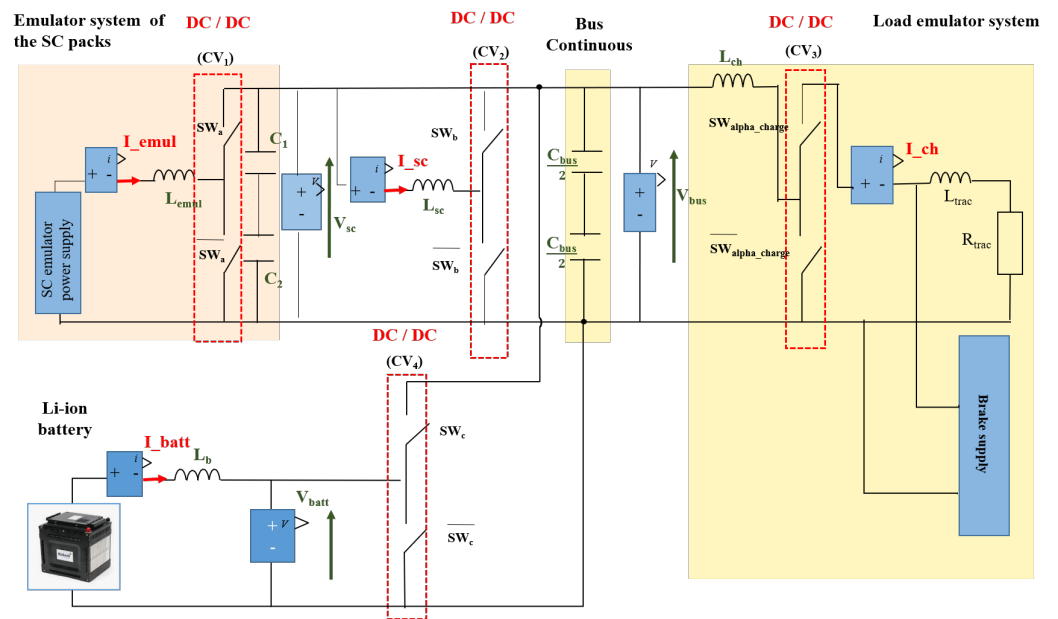 Emulator system of
the SC packs
DC / DC
(CV1)
DC / DC
(CV2)
Bus
Continuous
DC / DC
(CV3)
Load emulator system
Lch
SWa
C1
I_emul
i
+ -
Lemul
SWa
C2
SC emulator
power supply
V
+
-
Vsc
I_sc
i
+ -
Lsc
SWb
SWb
Cbus
2
Cbus
2
V
+
-
Vbus
SWalpha_charge
SWalpha_charge
I_ch
i
+ -
Ltrac
Rtrac
Brake supply
DC / DC
(CV4)
Li-ion
battery
I_batt
i
+ -
Lb
Vbatt
+
V
-
SWc
SWc